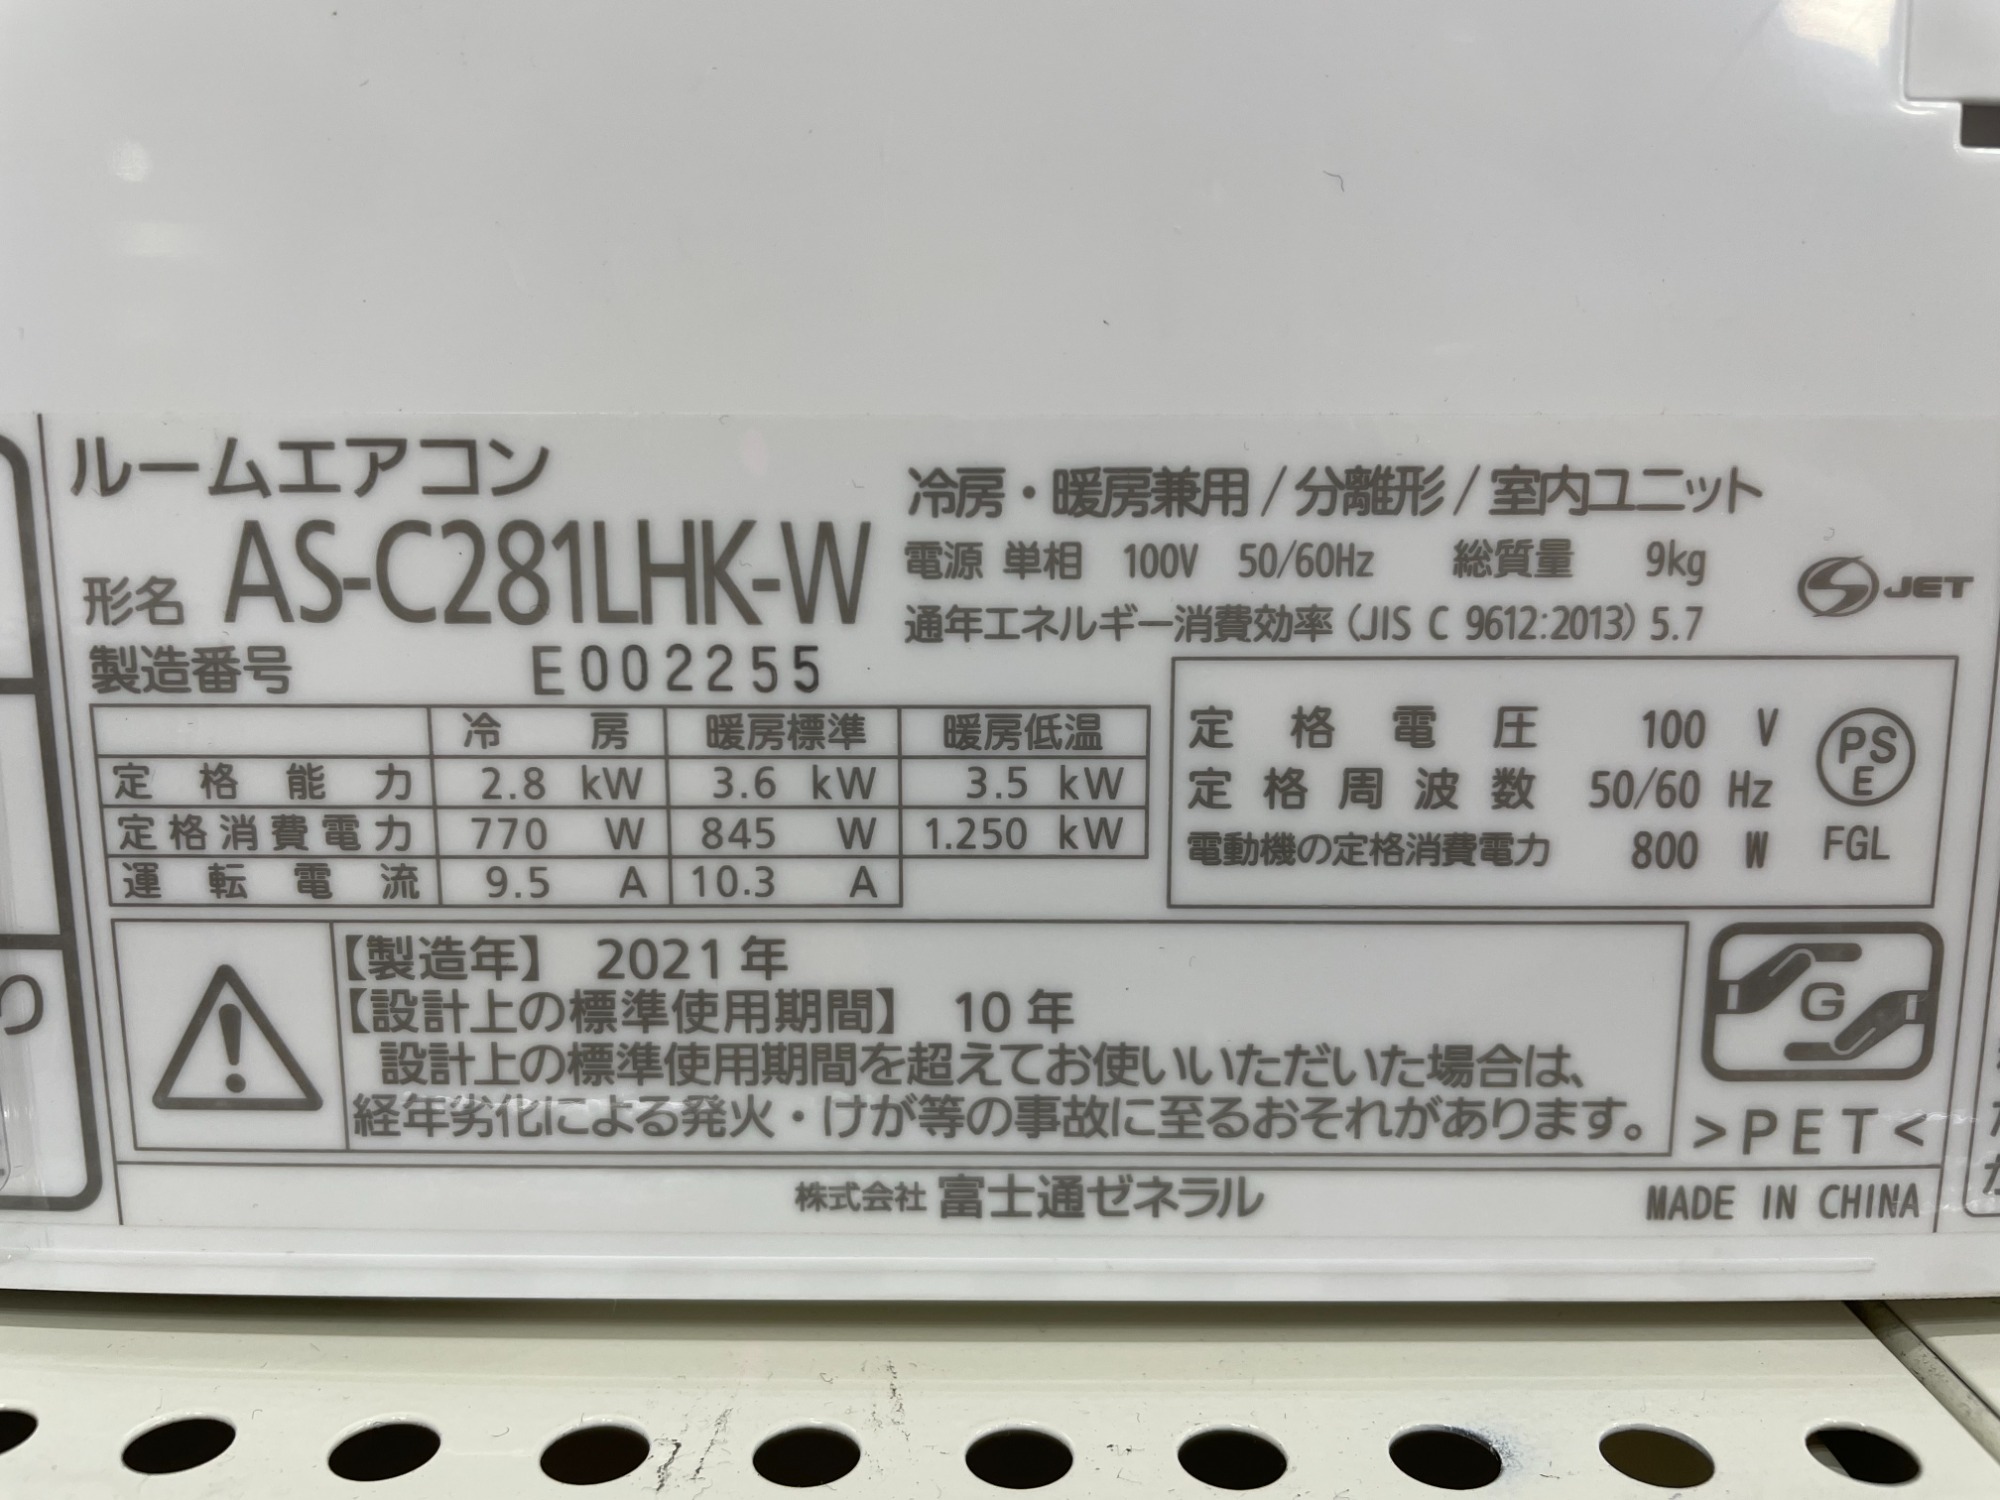 ルームエアコン
形名 AS-C281LHK-W
製造番号 E002255
冷房・暖房兼用/分離形/室内ユニット
電源 単相 100V 50/60Hz 総質量 9kg
通年エネルギー消費効率(JIS C 9612:2013) 5.7
JET
冷房 暖房標準 暖房低温
定格能力 2.8 kW 3.6 kW 3.5 kW
定格消費電力 770 W 845 W 1.250 kW
運転電流 9.5 A 10.3 A
定格電圧 100 V
定格周波数 50/60 Hz
電動機の定格消費電力 800 W
PS
E
FGL
【製造年】 2021年
【設計上の標準使用期間】 10年
設計上の標準使用期間を超えてお使いいただいた場合は、
経年劣化による発火・けが等の事故に至るおそれがあります。
G
>PET<
株式会社 富士通ゼネラル
MADE IN CHINA